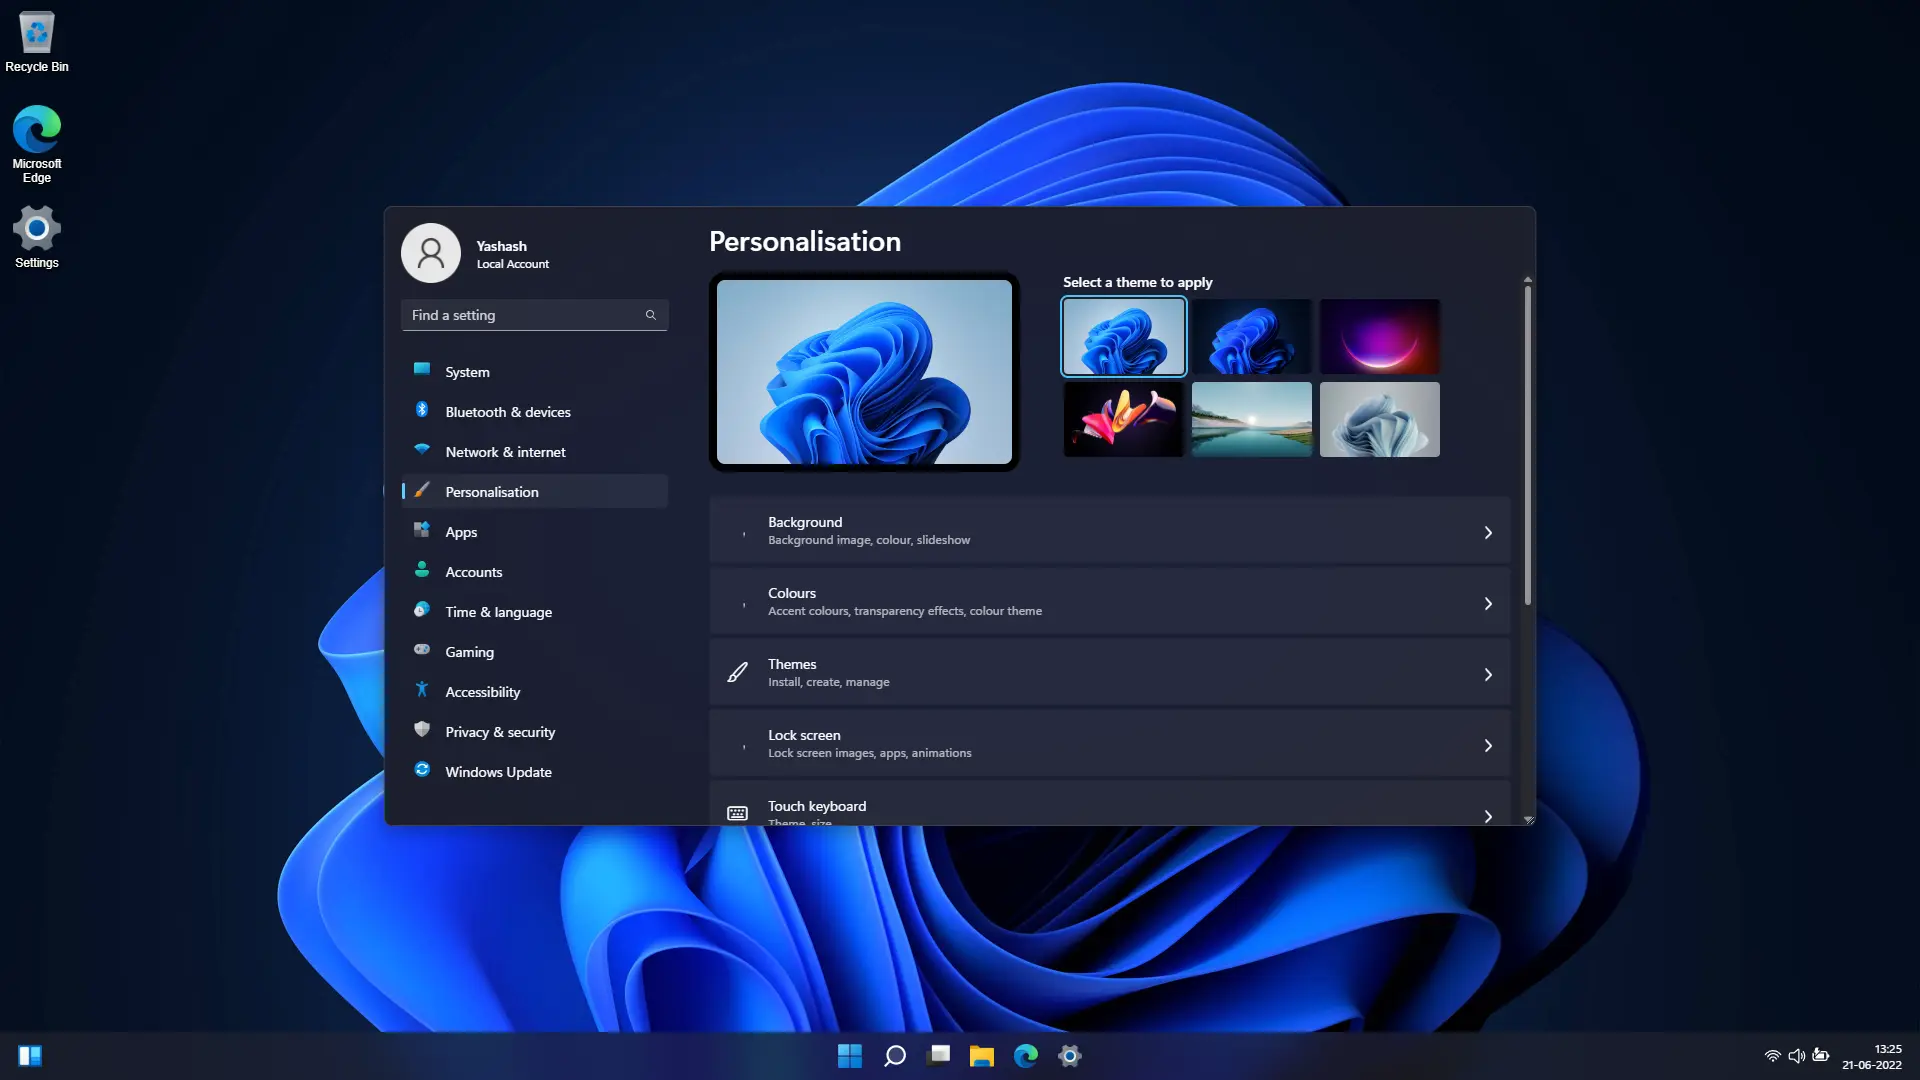 Recycle Bin
Microsoft
Edge
Settings
Yashash
Local Account
Find a setting
System
Bluetooth & devices
Network & internet
Personalisation
Apps
Accounts
Time & language
Gaming
Accessibility
Privacy & security
Windows Update
Personalisation
Select a theme to apply
Background
Background image, colour, slideshow
Colours
Accent colours, transparency effects, colour theme
Themes
Install, create, manage
Lock screen
Lock screen images, apps, animations
Touch keyboard
Theme, size
13:25
21-06-2022